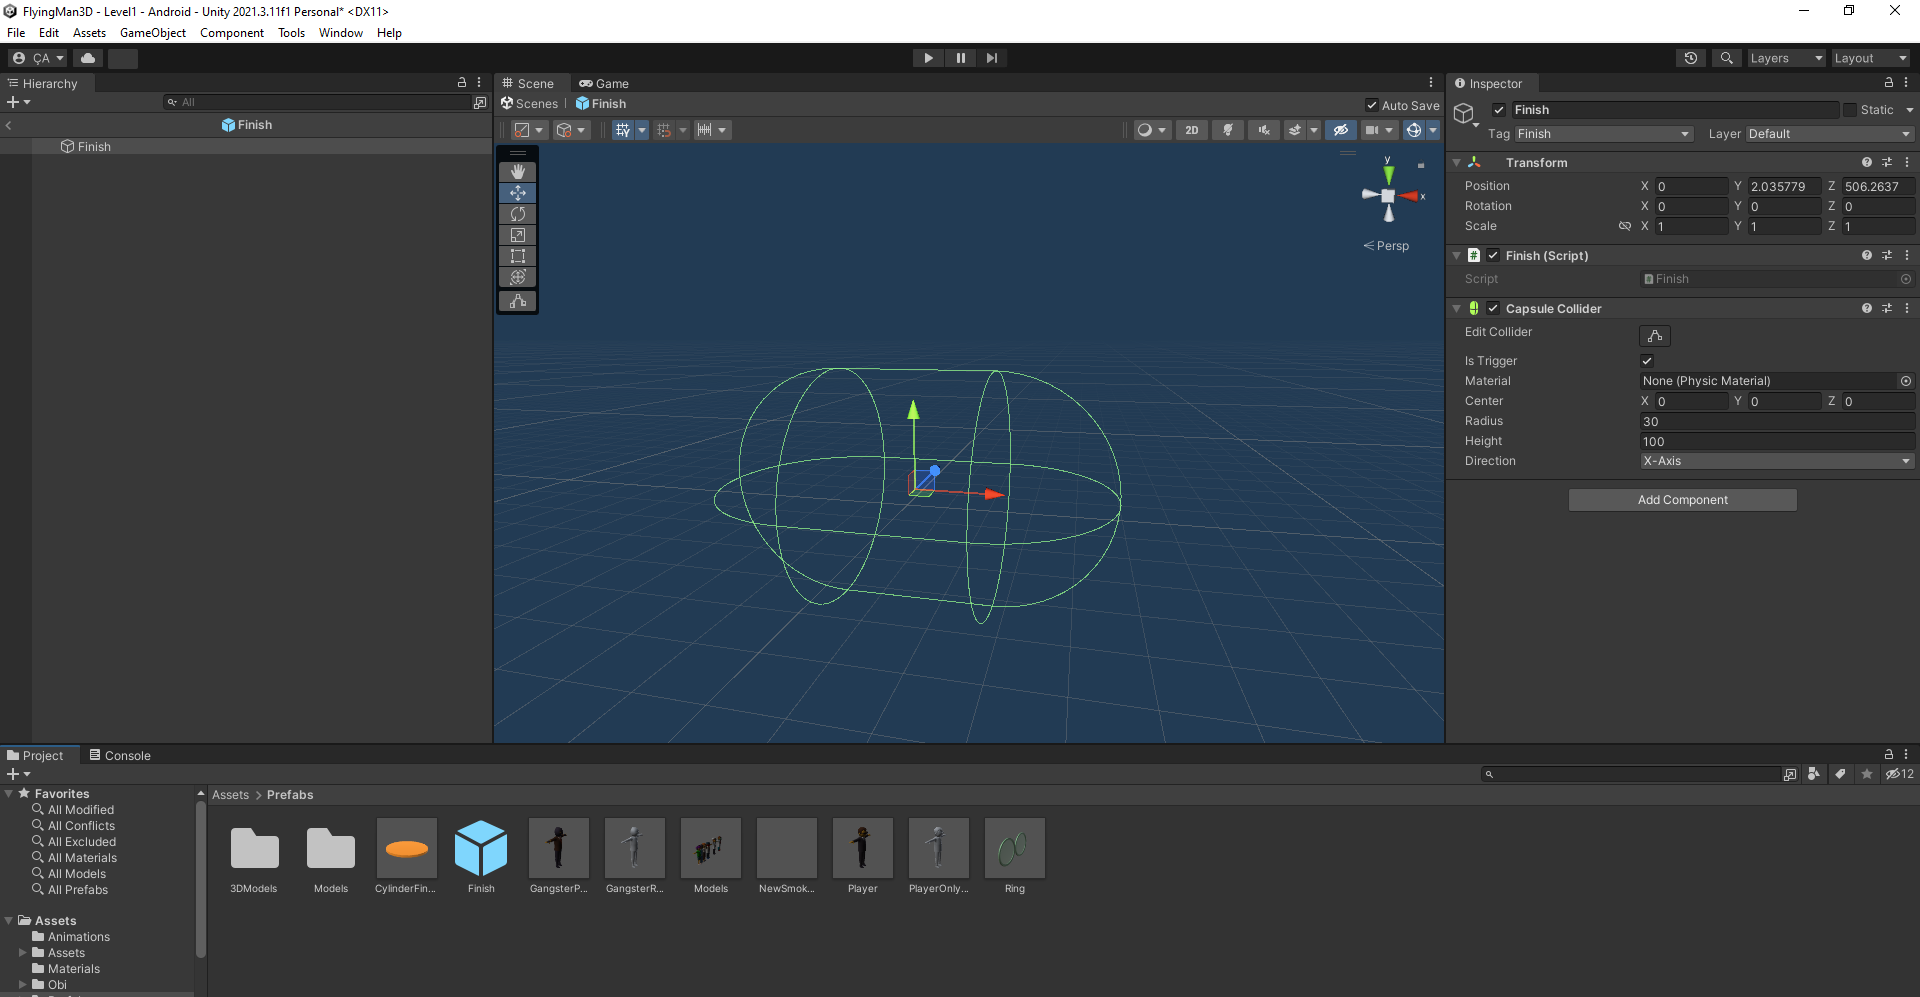 FlyingMan3D - Level1 - Android - Unity 2021.3.11f1 Personal* <DX11>
File Edit Assets GameObject Component Tools Window Help
ÇA
Layers Layout
Hierarchy
All
Finish
Finish
Scene Game
Scenes | Finish
Auto Save
2D
y
x
Persp
Inspector
Finish
Static
Tag Finish Layer Default
Transform
Position X 0 Y 2.035779 Z 506.2637
Rotation X 0 Y 0 Z 0
Scale X 1 Y 1 Z 1
# Finish (Script)
Script Finish
Capsule Collider
Edit Collider
Is Trigger
Material None (Physic Material)
Center X 0 Y 0 Z 0
Radius 30
Height 100
Direction X-Axis
Add Component
Project Console
12
Favorites
All Modified
All Conflicts
All Excluded
All Materials
All Models
All Prefabs
Assets
Animations
Assets
Materials
Obi
Assets > Prefabs
3DModels Models CylinderFin... Finish GangsterP... GangsterR... Models NewSmok... Player PlayerOnly... Ring